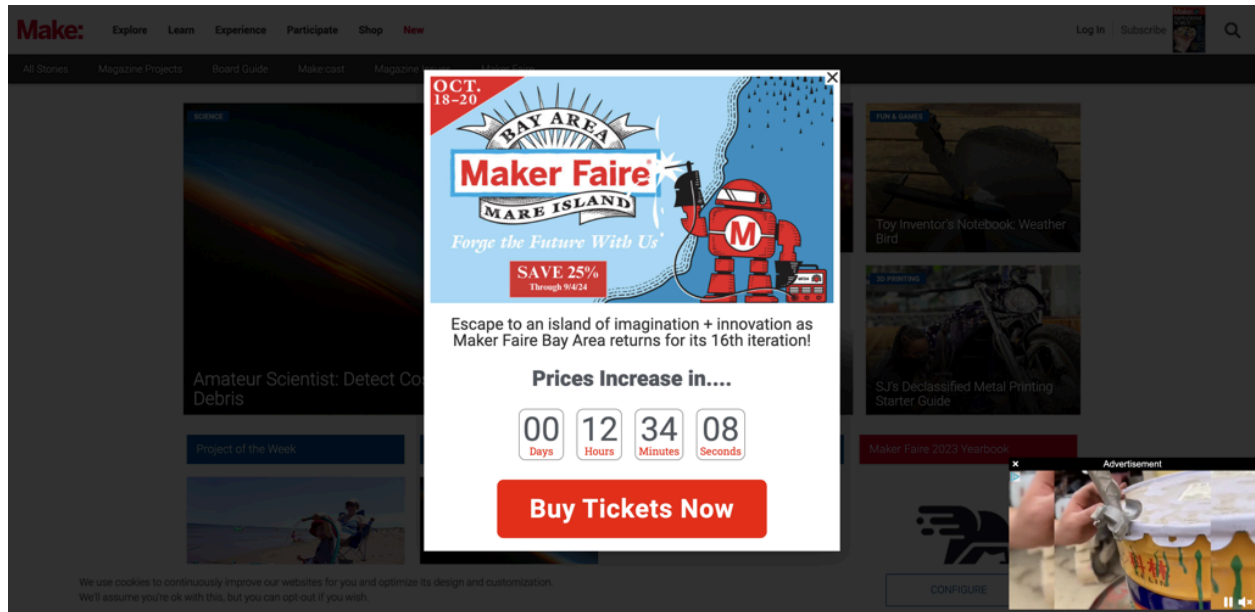 Make:
Explore Learn Experience Participate Shop New
Log In Subscribe
All Stories Magazine Projects Board Guide Make:cast Magazine
SCIENCE
Amateur Scientist: Detect
Debris
FUN & GAMES
Toy Inventor's Notebook: Weather
Bird
3D PRINTING
SJ's Declassified Metal Printing
Starter Guide
OCT.
18–20
BAY AREA
Maker Faire
MARE ISLAND
Forge the Future With Us
SAVE 25%
Through 9/4/24
M
Escape to an island of imagination + innovation as
Maker Faire Bay Area returns for its 16th iteration!
Prices Increase in....
00 12 34 08
Days Hours Minutes Seconds
Buy Tickets Now
Project of the Week
Maker Faire 2023 Yearbook
Advertisement
We use cookies to continuously improve our websites for you and optimize its design and customization.
We'll assume you're ok with this, but you can opt-out if you wish.
CONFIGURE